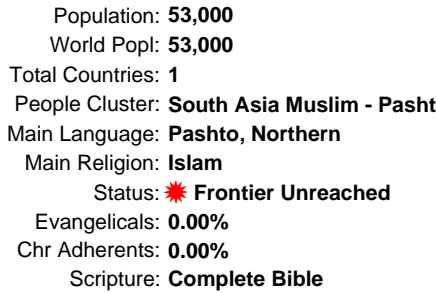 Population: 53,000
World Popl: 53,000
Total Countries: 1
People Cluster: South Asia Muslim - Pasht
Main Language: Pashto, Northern
Main Religion: Islam
Status: Frontier Unreached
Evangelicals: 0.00%
Chr Adherents: 0.00%
Scripture: Complete Bible